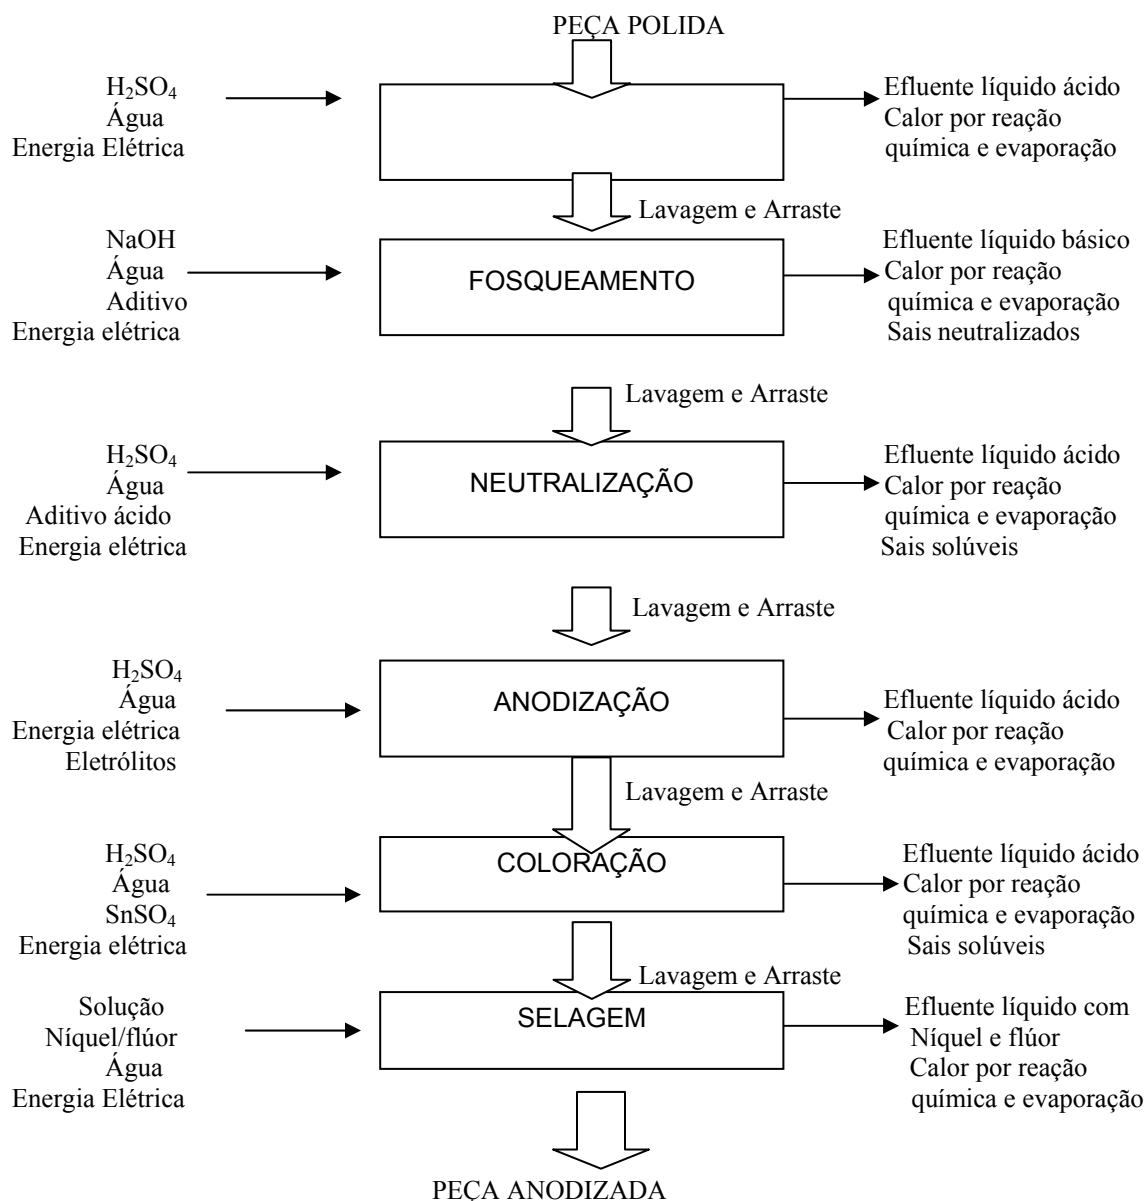 PEÇA POLIDA
H₂SO₄
Água
Energia Elétrica
Efluente líquido ácido
Calor por reação
química e evaporação
Lavagem e Arraste
NaOH
Água
Aditivo
Energia elétrica
FOSQUEAMENTO
Efluente líquido básico
Calor por reação
química e evaporação
Sais neutralizados
Lavagem e Arraste
H₂SO₄
Água
Aditivo ácido
Energia elétrica
NEUTRALIZAÇÃO
Efluente líquido ácido
Calor por reação
química e evaporação
Sais solúveis
Lavagem e Arraste
H₂SO₄
Água
Energia elétrica
Eletrólitos
ANODIZAÇÃO
Efluente líquido ácido
Calor por reação
química e evaporação
Lavagem e Arraste
H₂SO₄
Água
SnSO₄
Energia elétrica
COLORAÇÃO
Efluente líquido ácido
Calor por reação
química e evaporação
Sais solúveis
Lavagem e Arraste
Solução
Níquel/flúor
Água
Energia Elétrica
SELAGEM
Efluente líquido com
Níquel e flúor
Calor por reação
química e evaporação
PEÇA ANODIZADA